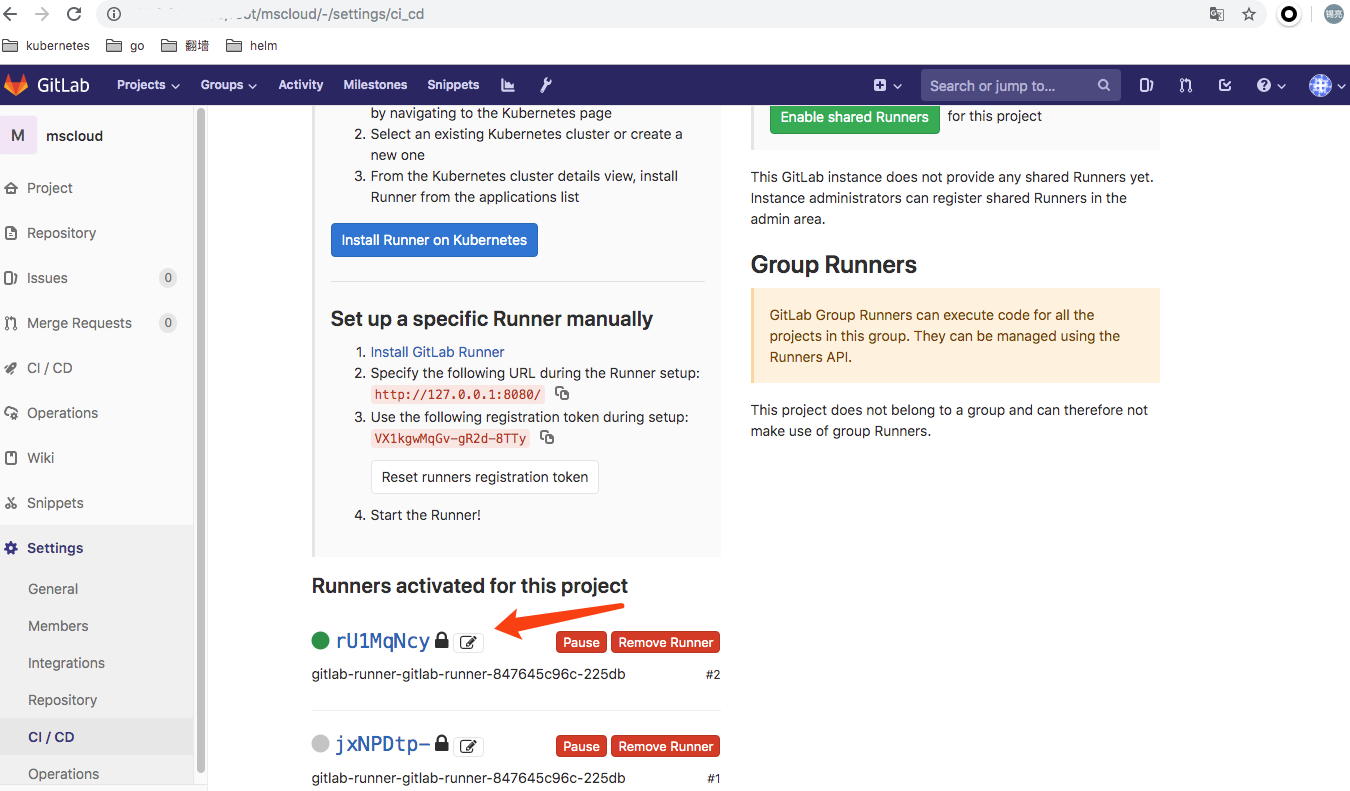 /mscloud/-/settings/ci_cd
kubernetes go 翻墙 helm
GitLab Projects Groups Activity Milestones Snippets Search or jump to...
M mscloud
Project
Repository
Issues 0
Merge Requests 0
CI / CD
Operations
Wiki
Snippets
Settings
General
Members
Integrations
Repository
CI / CD
Operations
by navigating to the Kubernetes page
2. Select an existing Kubernetes cluster or create a
new one
3. From the Kubernetes cluster details view, install
Runner from the applications list
Install Runner on Kubernetes
Set up a specific Runner manually
1. Install GitLab Runner
2. Specify the following URL during the Runner setup:
http://127.0.0.1:8080/
3. Use the following registration token during setup:
VX1kgwMqGv-gR2d-8TTy
Reset runners registration token
4. Start the Runner!
Runners activated for this project
rU1MqNcy Pause Remove Runner
gitlab-runner-gitlab-runner-847645c96c-225db #2
jxNPDtp- Pause Remove Runner
gitlab-runner-gitlab-runner-847645c96c-225db #1
Enable shared Runners for this project
This GitLab instance does not provide any shared Runners yet.
Instance administrators can register shared Runners in the
admin area.
Group Runners
GitLab Group Runners can execute code for all the
projects in this group. They can be managed using the
Runners API.
This project does not belong to a group and can therefore not
make use of group Runners.